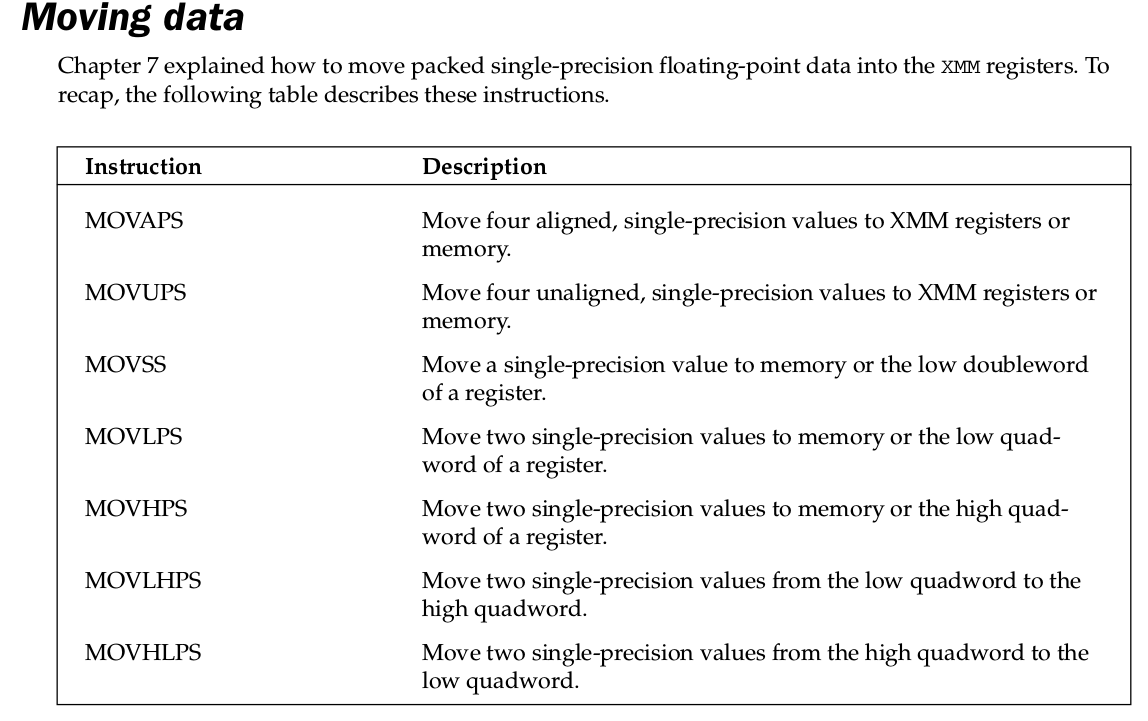 Moving data
Chapter 7 explained how to move packed single-precision floating-point data into the XMM registers. To
recap, the following table describes these instructions.
Instruction Description
MOVAPS Move four aligned, single-precision values to XMM registers or
memory.
MOVUPS Move four unaligned, single-precision values to XMM registers or
memory.
MOVSS Move a single-precision value to memory or the low doubleword
of a register.
MOVLPS Move two single-precision values to memory or the low quad-
word of a register.
MOVHPS Move two single-precision values to memory or the high quad-
word of a register.
MOVLHPS Move two single-precision values from the low quadword to the
high quadword.
MOVHLPS Move two single-precision values from the high quadword to the
low quadword.